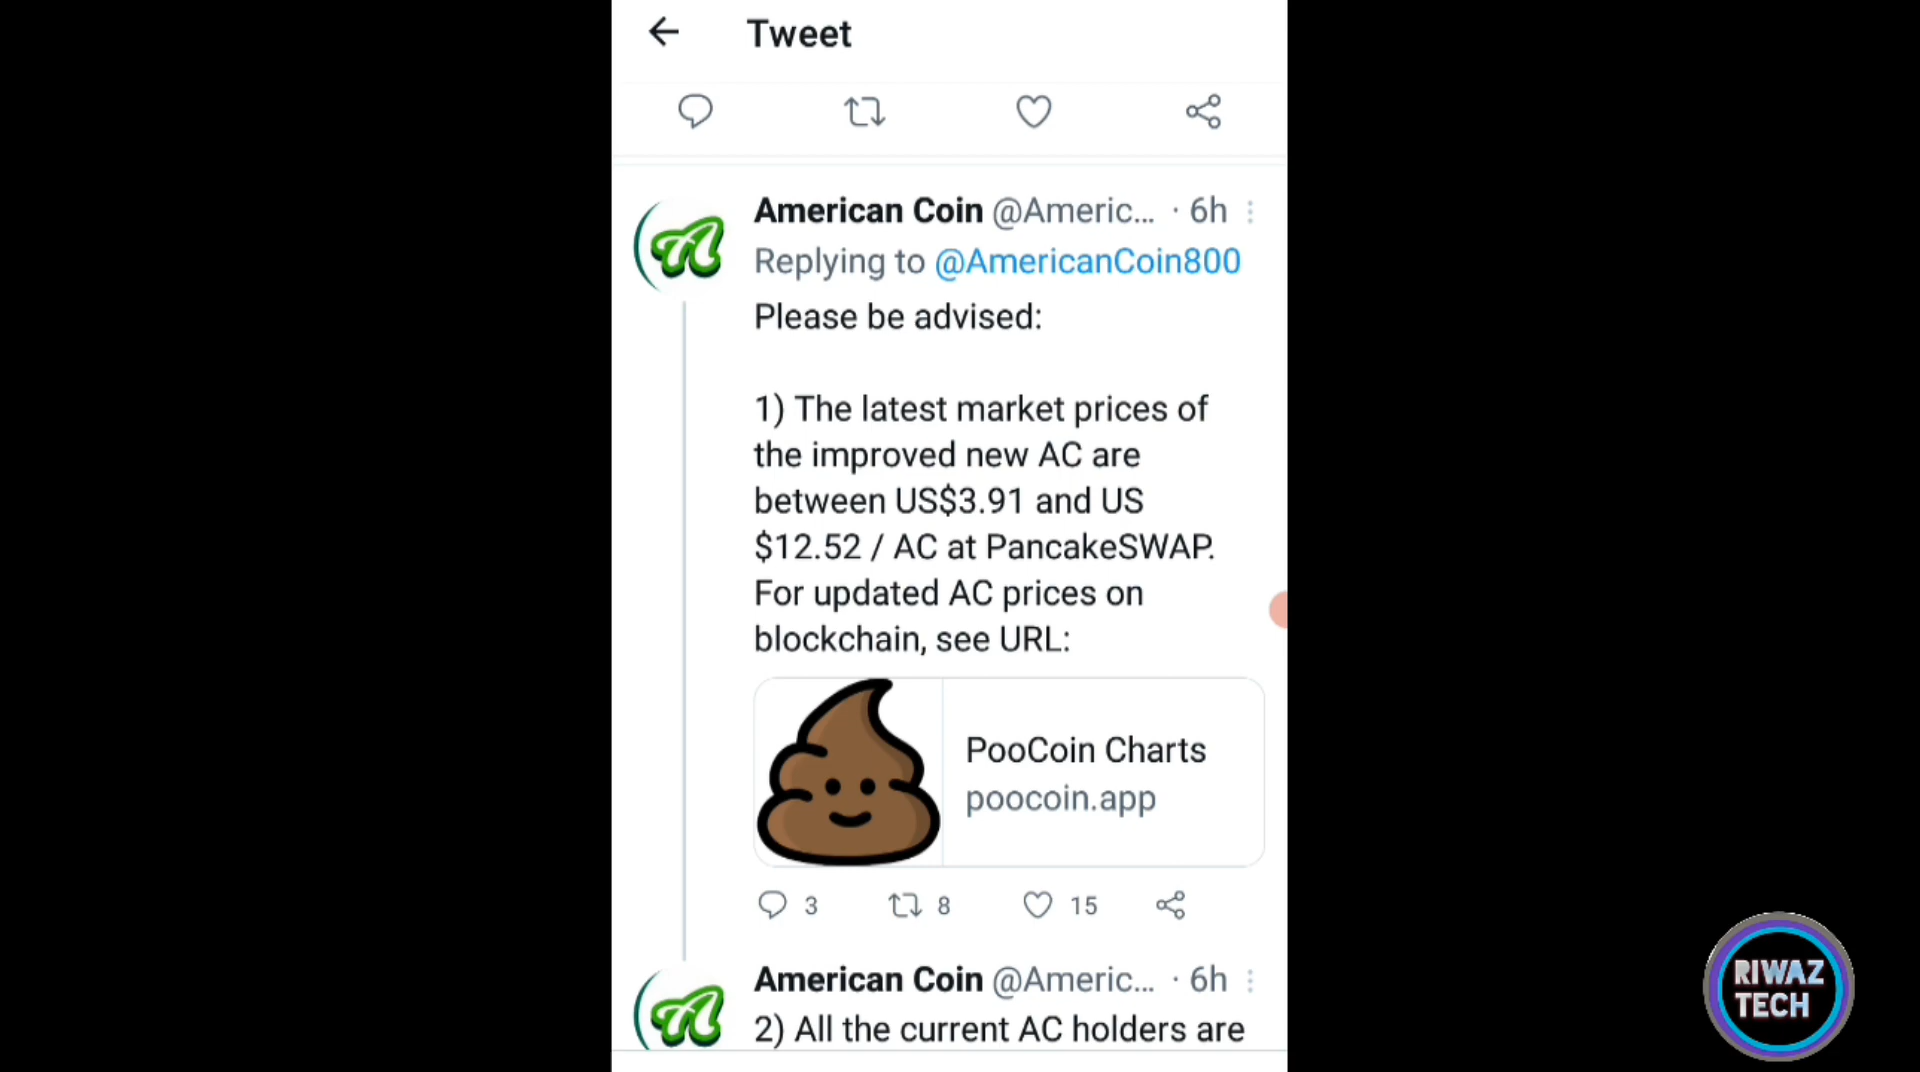 Tweet
American Coin @Americ... · 6h
Replying to @AmericanCoin800
Please be advised:
1) The latest market prices of
the improved new AC are
between US$3.91 and US
$12.52 / AC at PancakeSWAP.
For updated AC prices on
blockchain, see URL:
PooCoin Charts
poocoin.app
3 8 15
American Coin @Americ... · 6h
2) All the current AC holders are
RIWAZ
TECH